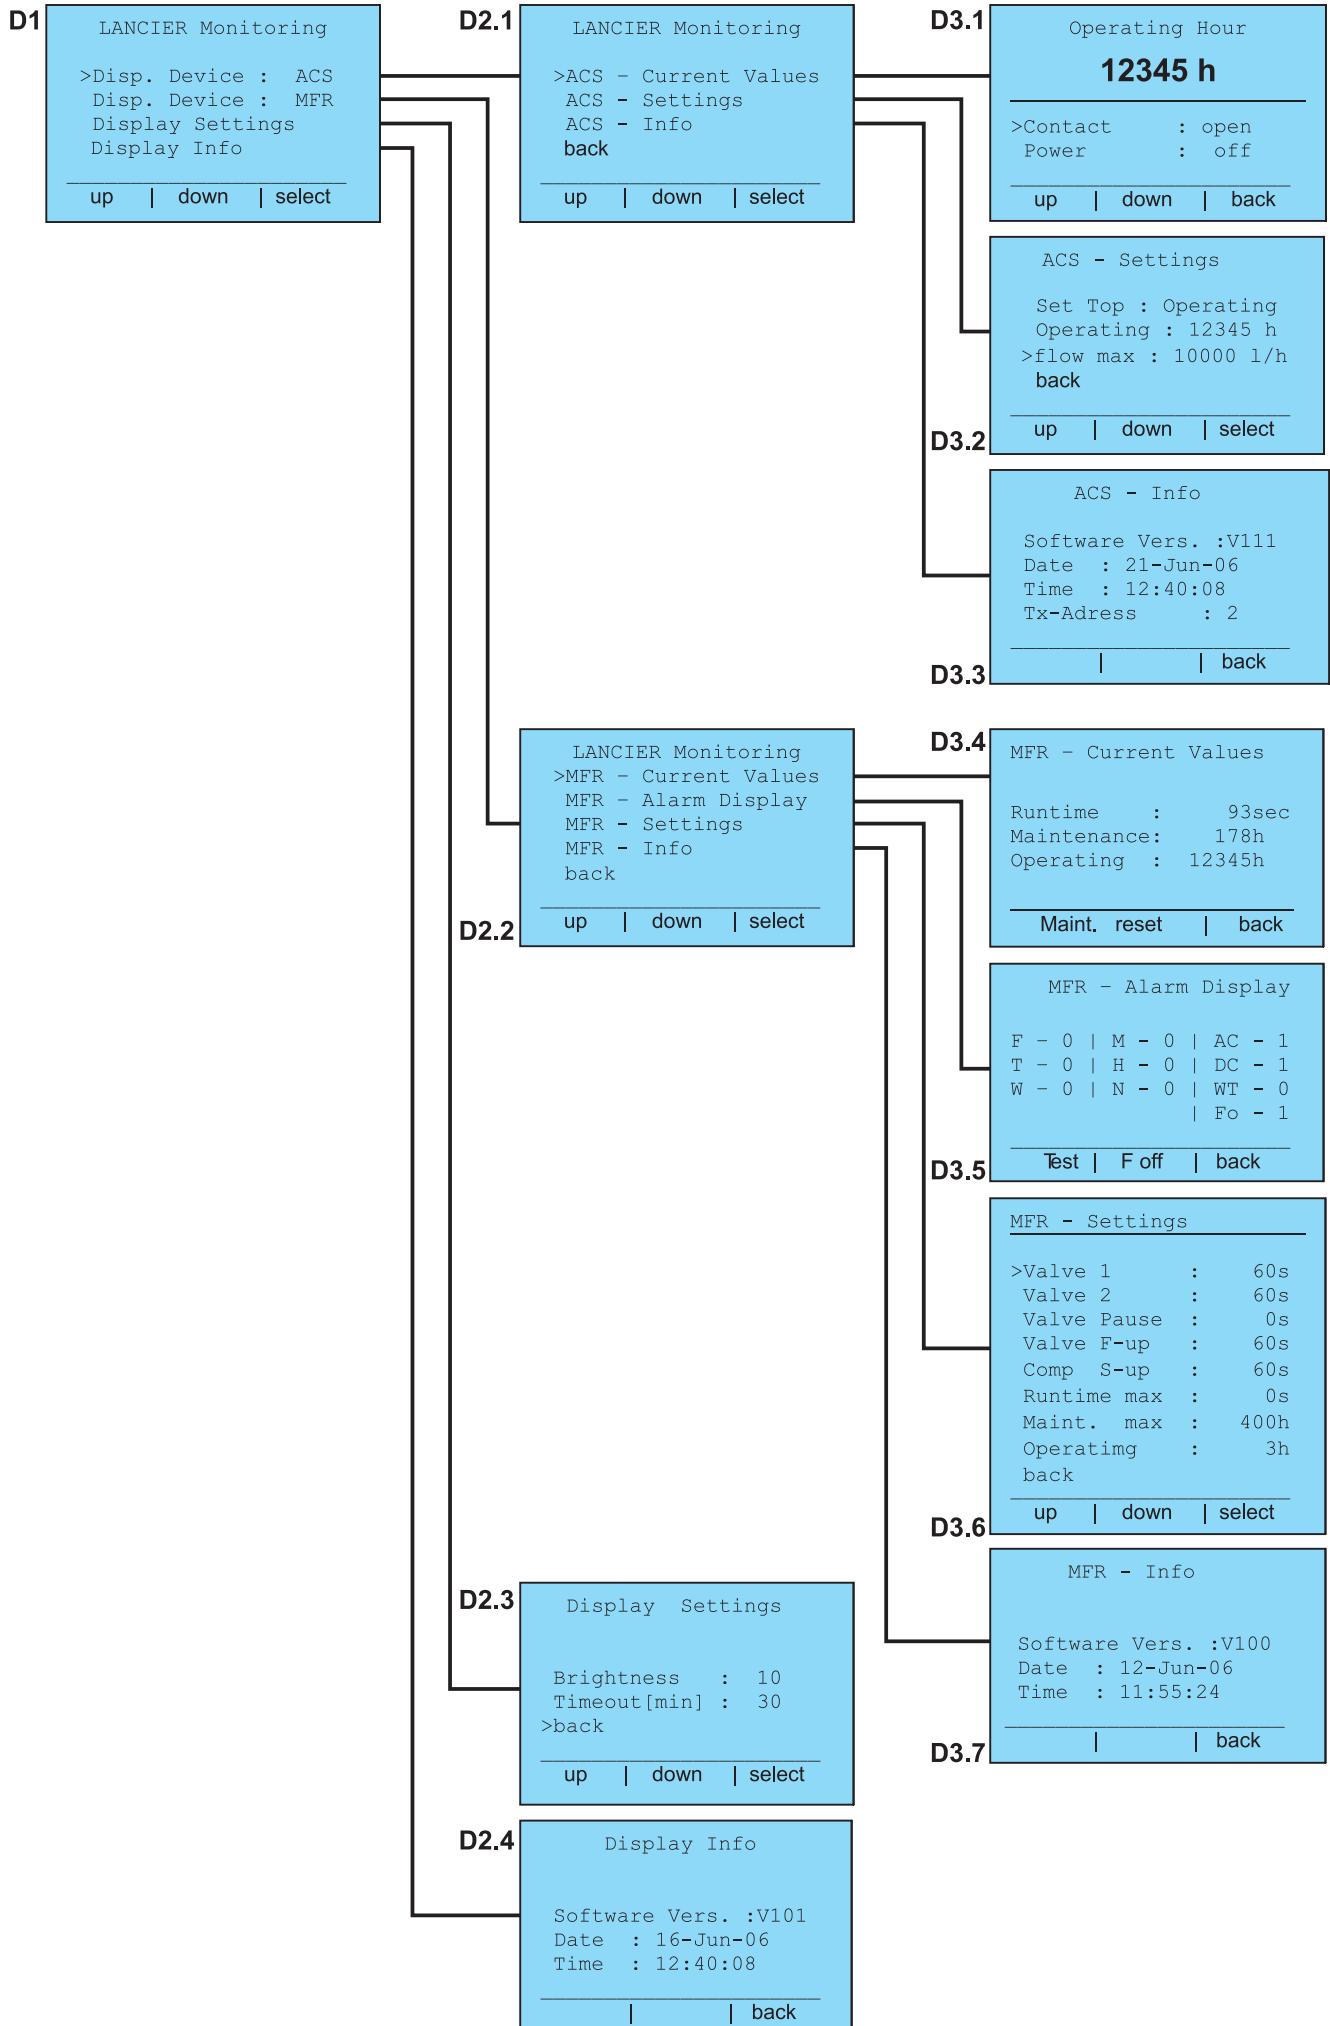 D1
LANCIER Monitoring
>Disp. Device : ACS
Disp. Device : MFR
Display Settings
Display Info
up | down | select
D2.1
LANCIER Monitoring
>ACS - Current Values
ACS - Settings
ACS - Info
back
up | down | select
D3.1
Operating Hour
12345 h
>Contact : open
Power : off
up | down | back
ACS - Settings
Set Top : Operating
Operating : 12345 h
>flow max : 10000 l/h
back
D3.2
up | down | select
ACS - Info
Software Vers. :V111
Date : 21-Jun-06
Time : 12:40:08
Tx-Adress : 2
D3.3
| | back
LANCIER Monitoring
>MFR - Current Values
MFR - Alarm Display
MFR - Settings
MFR - Info
back
D2.2
up | down | select
D3.4
MFR - Current Values
Runtime : 93sec
Maintenance: 178h
Operating : 12345h
Maint. reset | back
MFR - Alarm Display
F - 0 | M - 0 | AC - 1
T - 0 | H - 0 | DC - 1
W - 0 | N - 0 | WT - 0
| Fo - 1
D3.5
Test | F off | back
MFR - Settings
>Valve 1 : 60s
Valve 2 : 60s
Valve Pause : 0s
Valve F-up : 60s
Comp S-up : 60s
Runtime max : 0s
Maint. max : 400h
Operatimg : 3h
back
D3.6
up | down | select
MFR - Info
Software Vers. :V100
Date : 12-Jun-06
Time : 11:55:24
D3.7
| | back
D2.3
Display Settings
Brightness : 10
Timeout[min] : 30
>back
up | down | select
D2.4
Display Info
Software Vers. :V101
Date : 16-Jun-06
Time : 12:40:08
| | back